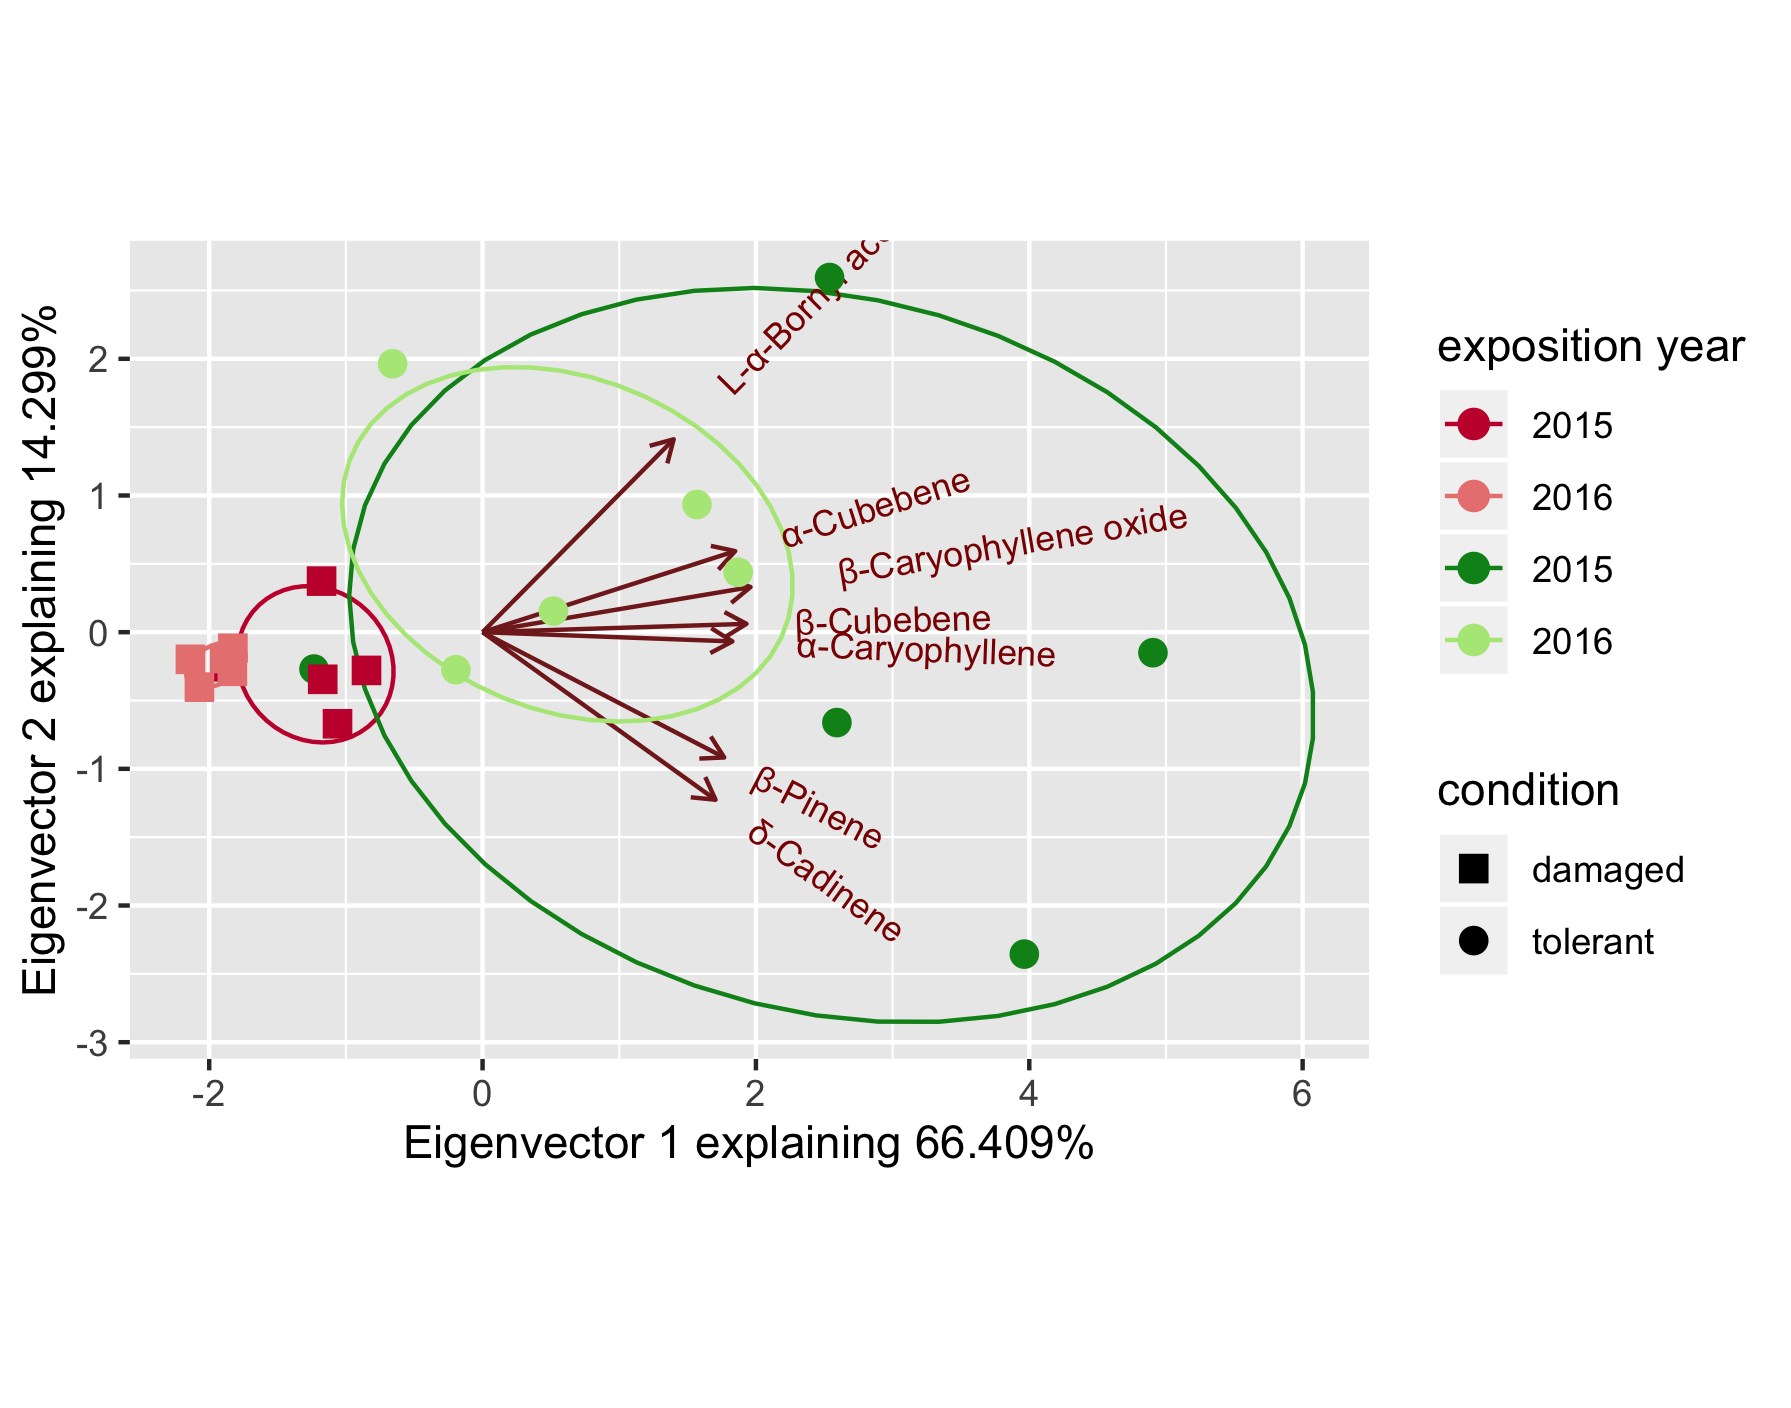 L-α-Bornyl
α-Cubebene
β-Caryophyllene oxide
β-Cubebene
α-Caryophyllene
β-Pinene
δ-Cadinene
2
1
0
-1
-2
-3
-2
0
2
4
6
Eigenvector 2 explaining 14.299%
Eigenvector 1 explaining 66.409%
exposition year
2015
2016
2015
2016
condition
damaged
tolerant